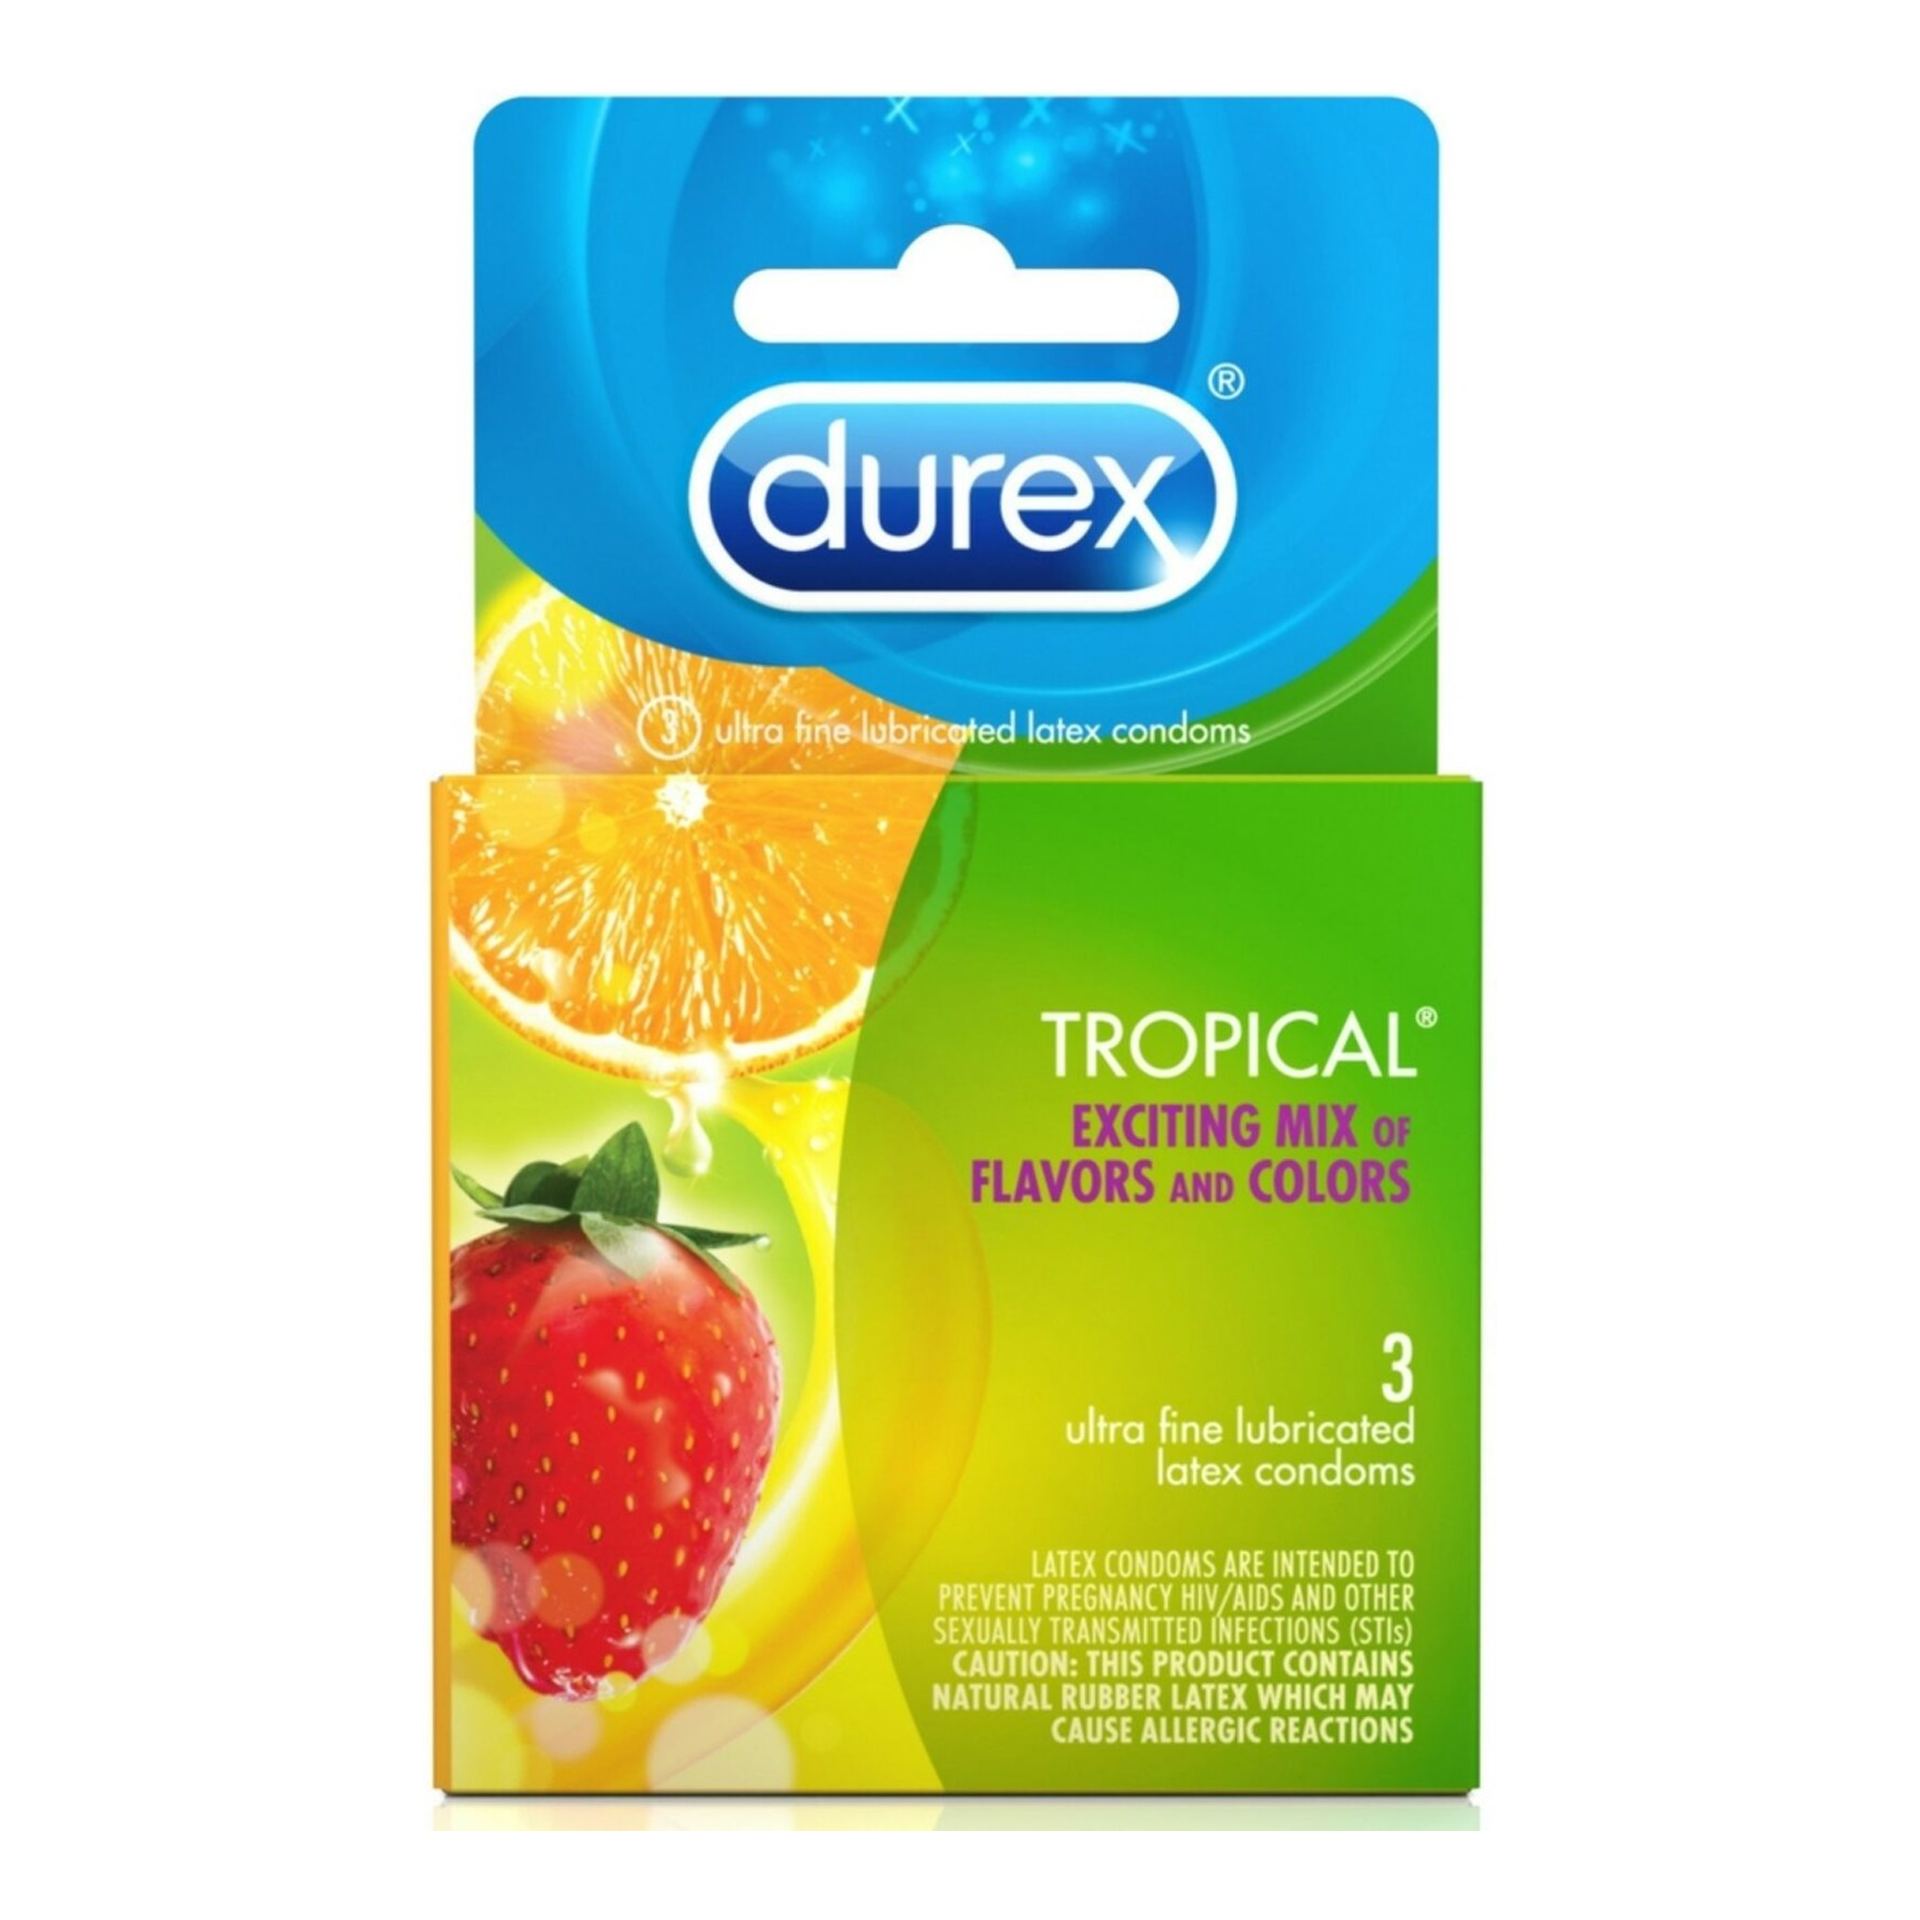 durex®
3 ultra fine lubricated latex condoms
TROPICAL®
EXCITING MIX OF
FLAVORS AND COLORS
3
ultra fine lubricated
latex condoms
LATEX CONDOMS ARE INTENDED TO
PREVENT PREGNANCY HIV/AIDS AND OTHER
SEXUALLY TRANSMITTED INFECTIONS (STIs)
CAUTION: THIS PRODUCT CONTAINS
NATURAL RUBBER LATEX WHICH MAY
CAUSE ALLERGIC REACTIONS